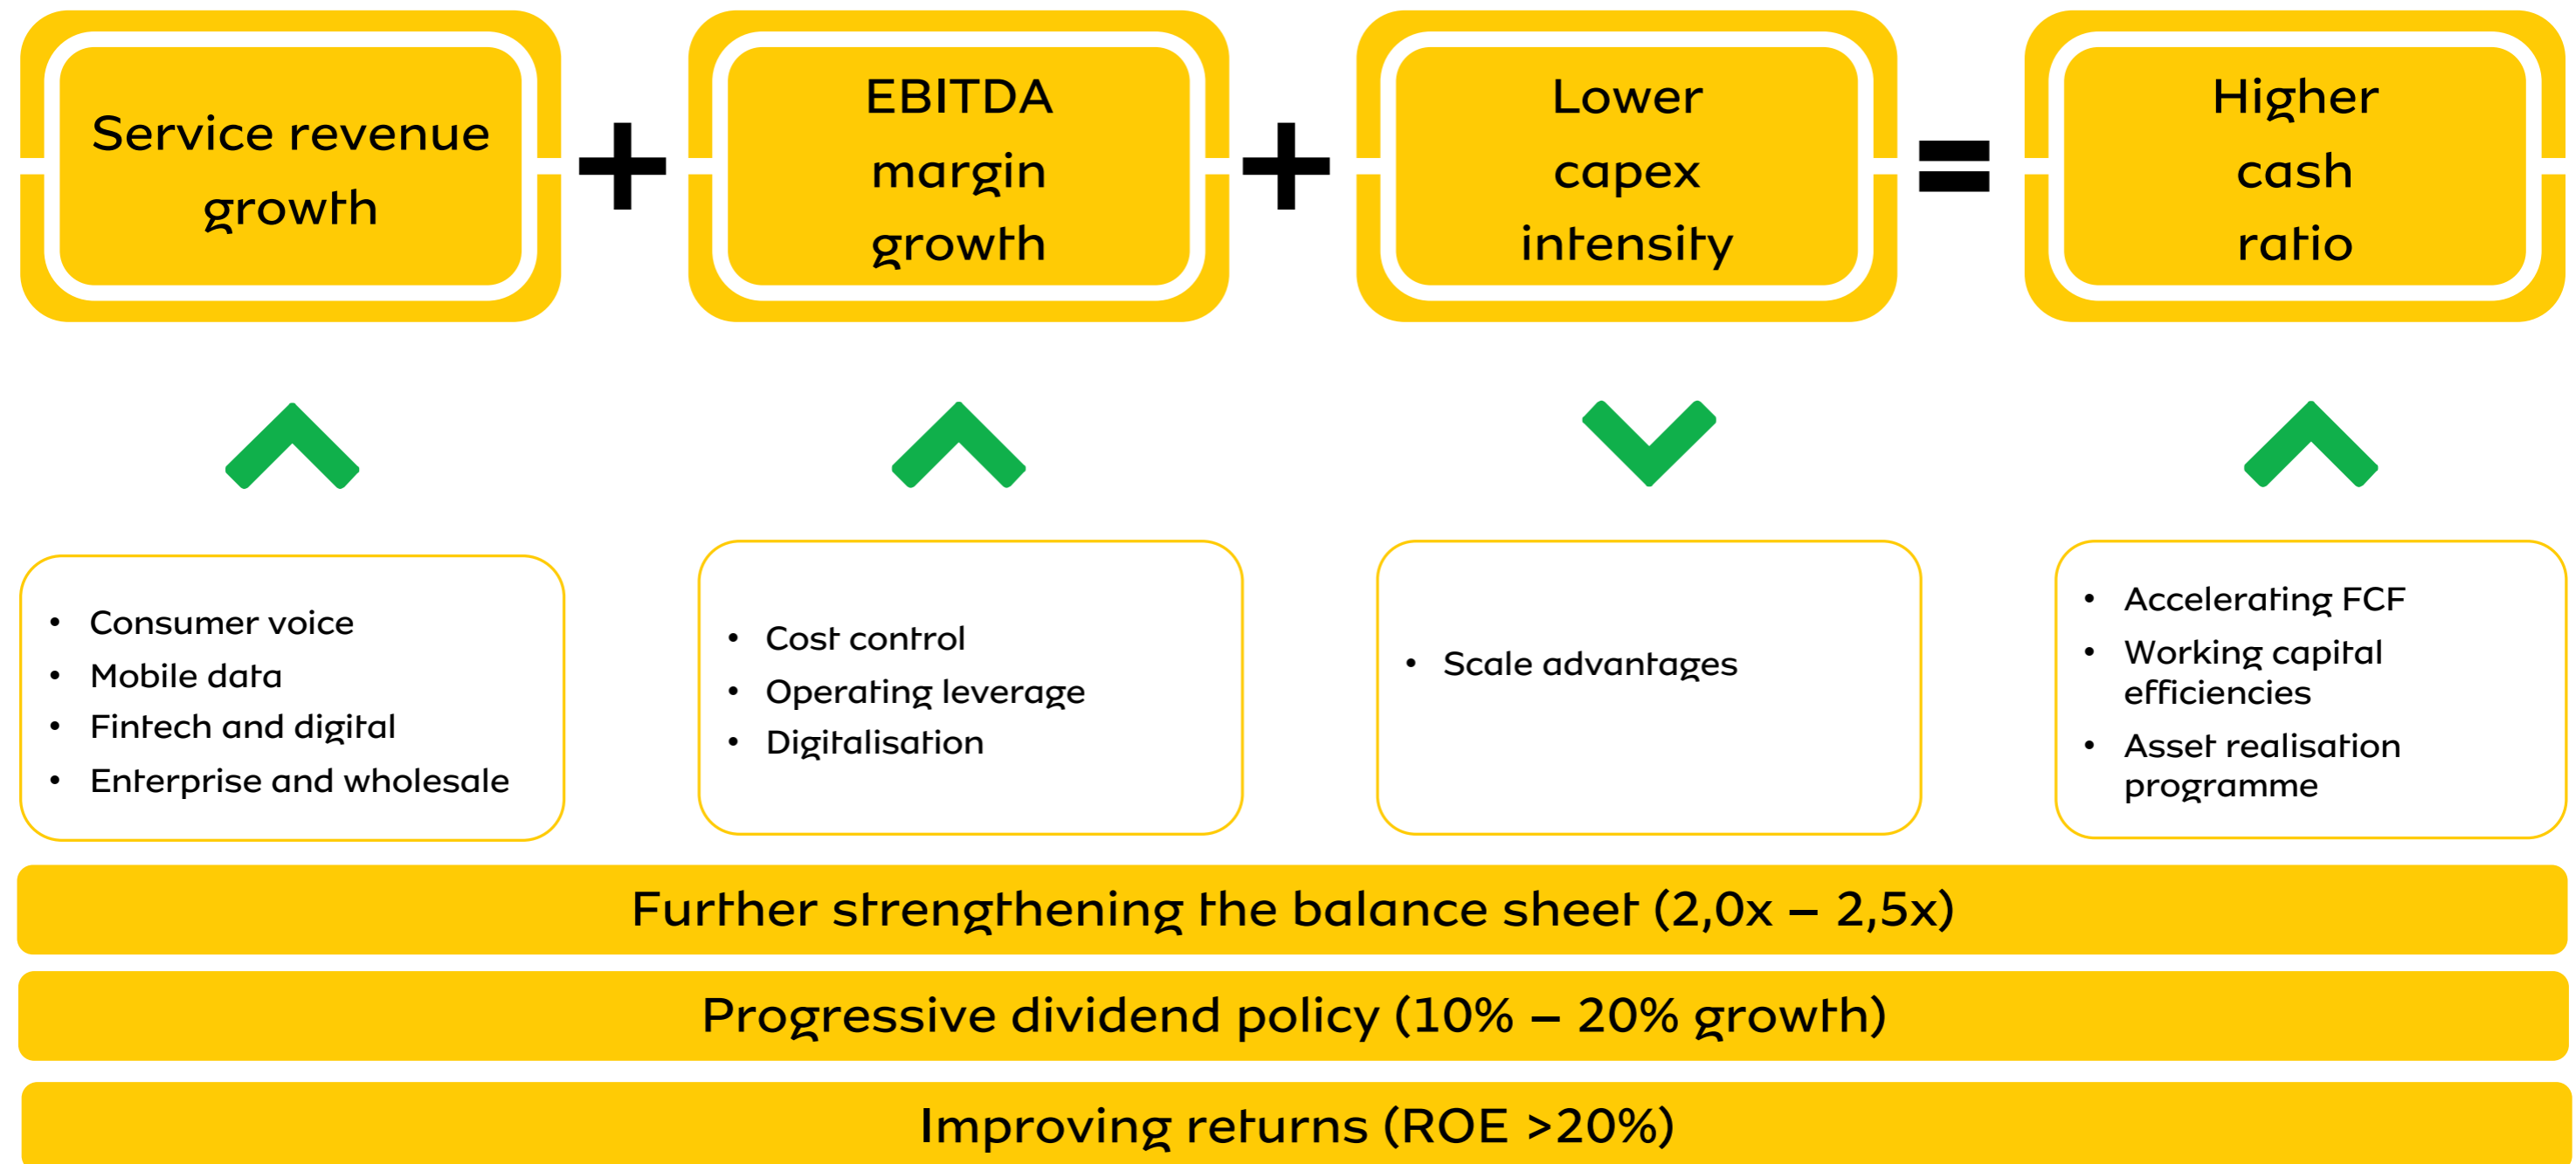 Service revenue
growth
+
EBITDA
margin
growth
+
Lower
capex
intensity
=
Higher
cash
ratio
• Consumer voice
• Mobile data
• Fintech and digital
• Enterprise and wholesale
• Cost control
• Operating leverage
• Digitalisation
• Scale advantages
• Accelerating FCF
• Working capital
efficiencies
• Asset realisation
programme
Further strengthening the balance sheet (2,0x – 2,5x)
Progressive dividend policy (10% – 20% growth)
Improving returns (ROE >20%)